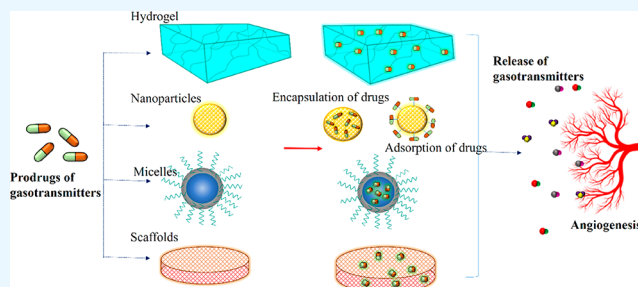 Hydrogel
Nanoparticles
Encapsulation of drugs
Adsorption of drugs
Prodrugs of
gasotransmitters
Micelles
Scaffolds
Release of
gasotransmitters
Angiogenesis